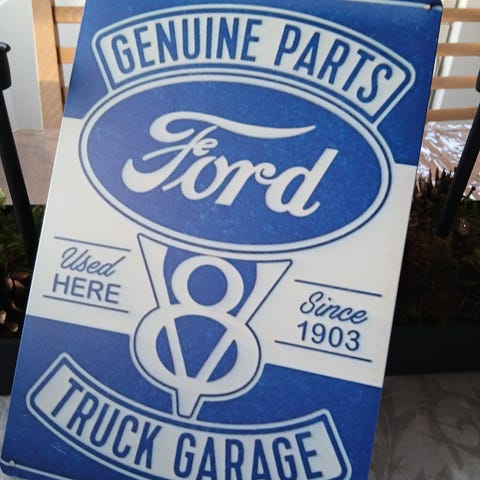 GENUINE PARTS
Ford
V8
Used
HERE
Since
1903
TRUCK GARAGE